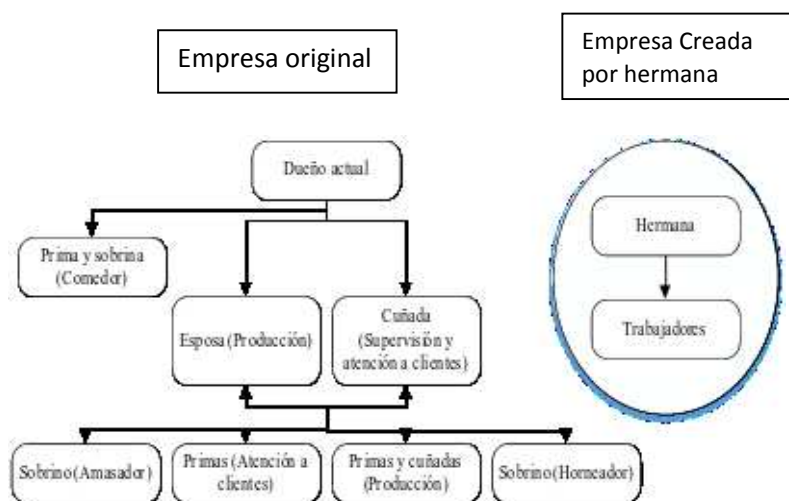 Empresa original
Empresa Creada
por hermana
Dueño actual
Prima y sobrina
(Comedor)
Esposa (Producción)
Cuñada
(Supervisión y
atención a clientes)
Sobrino (Amasador)
Primas (Atención a
clientes)
Primas y cuñadas
(Producción)
Sobrino (Horneador)
Hermana
Trabajadores